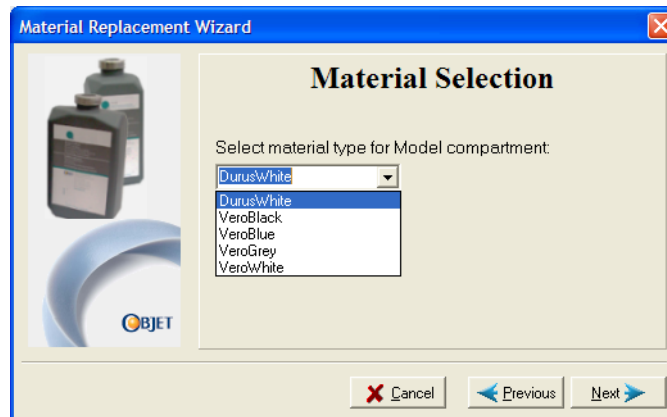 Material Replacement Wizard
Material Selection
Select material type for Model compartment:
DurusWhite
DurusWhite
VeroBlack
VeroBlue
VeroGrey
VeroWhite
OBJET
Cancel
Previous
Next